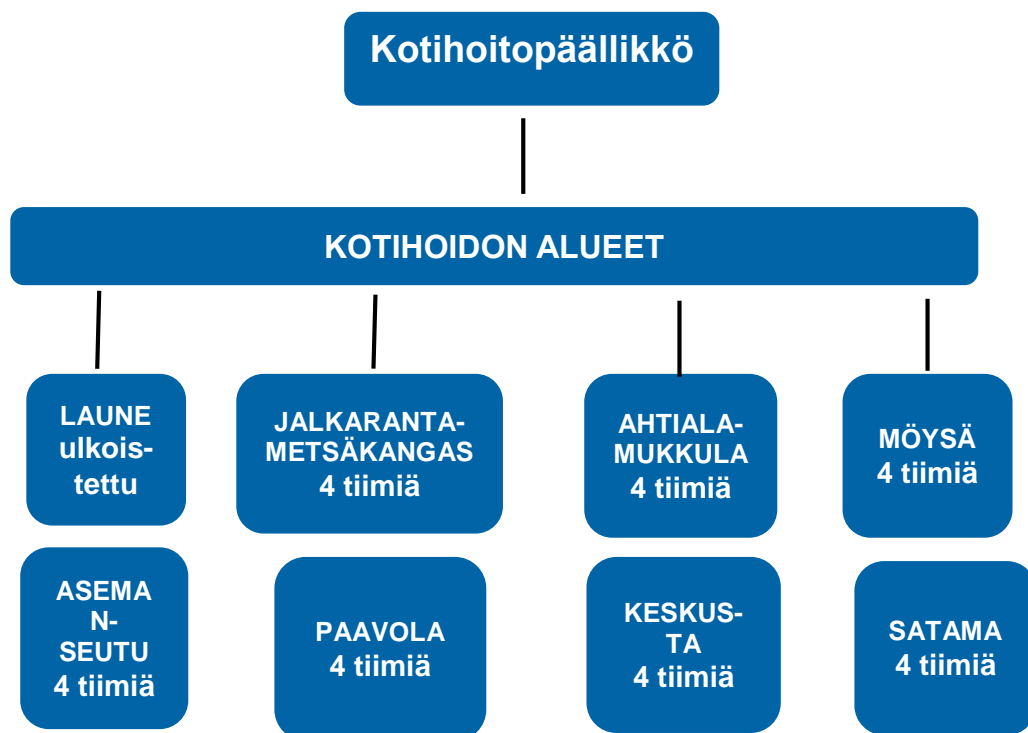 Kotihoitopäällikkö
KOTIHOIDON ALUEET
LAUNE
ulkois-
tettu
JALKARANTA-
METSÄKANGAS
4 tiimiä
AHTIALA-
MUKKULA
4 tiimiä
MÖYSÄ
4 tiimiä
ASEMA
N-
SEUTU
4 tiimiä
PAAVOLA
4 tiimiä
KESKUS-
TA
4 tiimiä
SATAMA
4 tiimiä